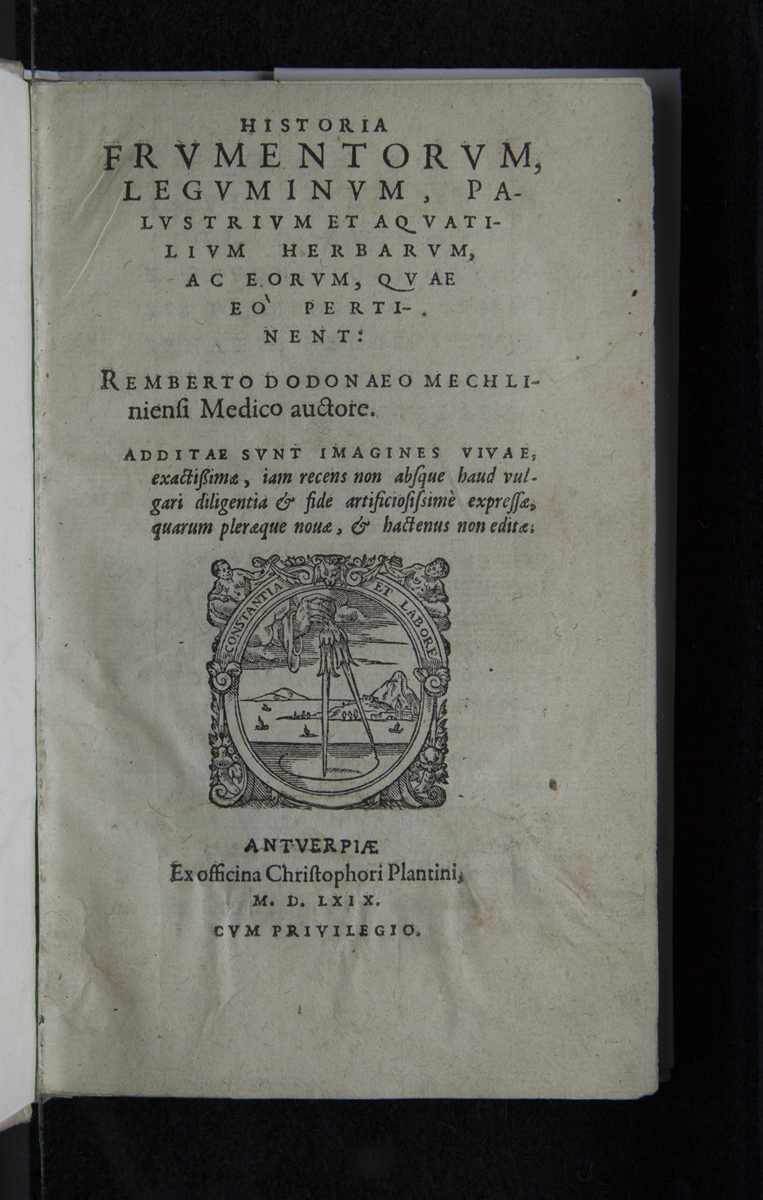 HISTORIA
FRVMENTORVM,
LEGVMINVM, PA-
LVSTRIVM ET AQVATI-
LIVM HERBARVM,
AC EORVM, QVAE
EÒ PERTI-
NENT:
REMBERTO DODONAEO MECHLI-
nienſi Medico auctore.
ADDITAE SVNT IMAGINES VIVAE,
exactißimæ, iam recens non abſque haud vul-
gari diligentia & fide artificioſiſsimè expreſſæ,
quarum pleræque nouæ, & hactenus non editæ.
CONSTANTIA ET LABORE
ANTVERPIÆ
Ex officina Chriſtophori Plantini,
M. D. LXIX.
CVM PRIVILEGIO.